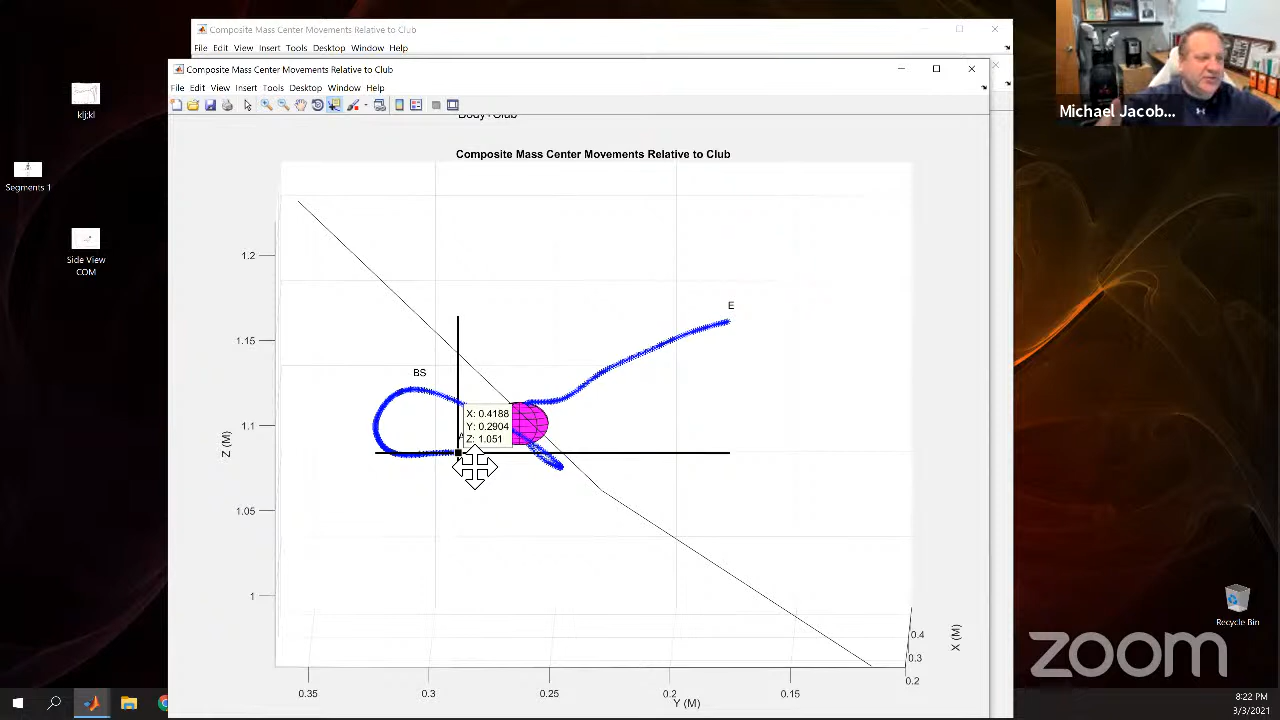 Composite Mass Center Movements Relative to Club
File Edit View Insert Tools Desktop Window Help
Composite Mass Center Movements Relative to Club
File Edit View Insert Tools Desktop Window Help
Body+Club
Composite Mass Center Movements Relative to Club
Michael Jacob...
kljjkl
Segments 1
Side View
COM
1.2
1.15
1.1
1.05
1
Z (M)
E
BS
X: 0.4188
Y: 0.2904
Z: 1.051
0.4
0.3
0.2
X (M)
0.35
0.3
0.25
0.2
0.15
Y (M)
Recycle Bin
zoom
8:22 PM
3/3/2021